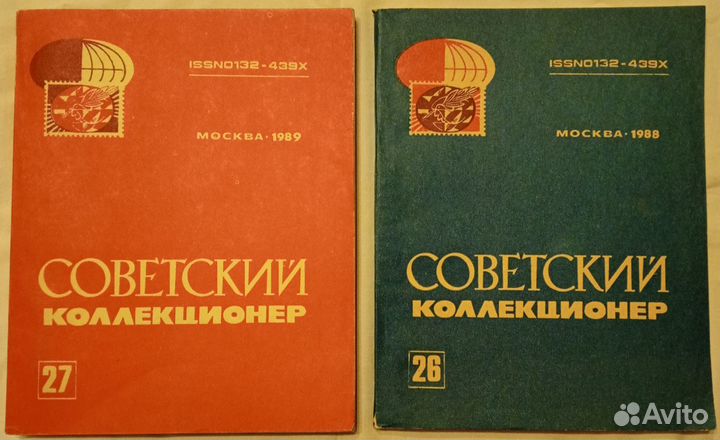 ISSN0132-439X
МОСКВА·1989
СОВЕТСКИЙ
КОЛЛЕКЦИОНЕР
27
ISSN0132-439X
МОСКВА·1988
СОВЕТСКИЙ
КОЛЛЕКЦИОНЕР
26
Avito